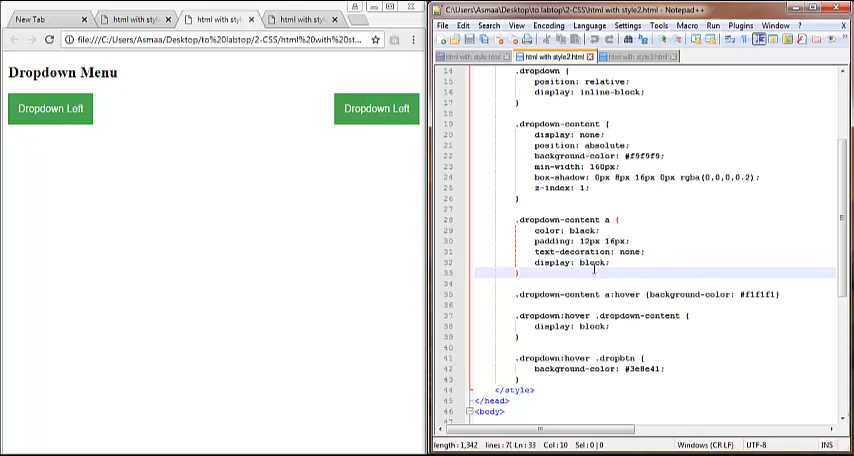 New Tab
html with style
html with style
html with style
file:///C:/Users/Asmaa/Desktop/to%20labtop/2-CSS/html%20with%20st...
Dropdown Menu
Dropdown Left
Dropdown Left
C:\Users\Asmaa\Desktop\to labtop\2-CSS\html with style2.html - Notepad++
File Edit Search View Encoding Language Settings Tools Macro Run Plugins Window ?
html with style.html
html with style2.html
html with style3.html
14 .dropdown {
15 position: relative;
16 display: inline-block;
17 }
18
19 .dropdown-content {
20 display: none;
21 position: absolute;
22 background-color: #f9f9f9;
23 min-width: 160px;
24 box-shadow: 0px 8px 16px 0px rgba(0,0,0,0.2);
25 z-index: 1;
26 }
27
28 .dropdown-content a {
29 color: black;
30 padding: 12px 16px;
31 text-decoration: none;
32 display: block;
33 }
34
35 .dropdown-content a:hover {background-color: #f1f1f1}
36
37 .dropdown:hover .dropdown-content {
38 display: block;
39 }
40
41 .dropdown:hover .dropbtn {
42 background-color: #3e8e41;
43 }
44 </style>
45 </head>
46 <body>
47
length : 1,342 lines : 70 Ln : 33 Col : 10 Sel : 0 | 0 Windows (CR LF) UTF-8 INS